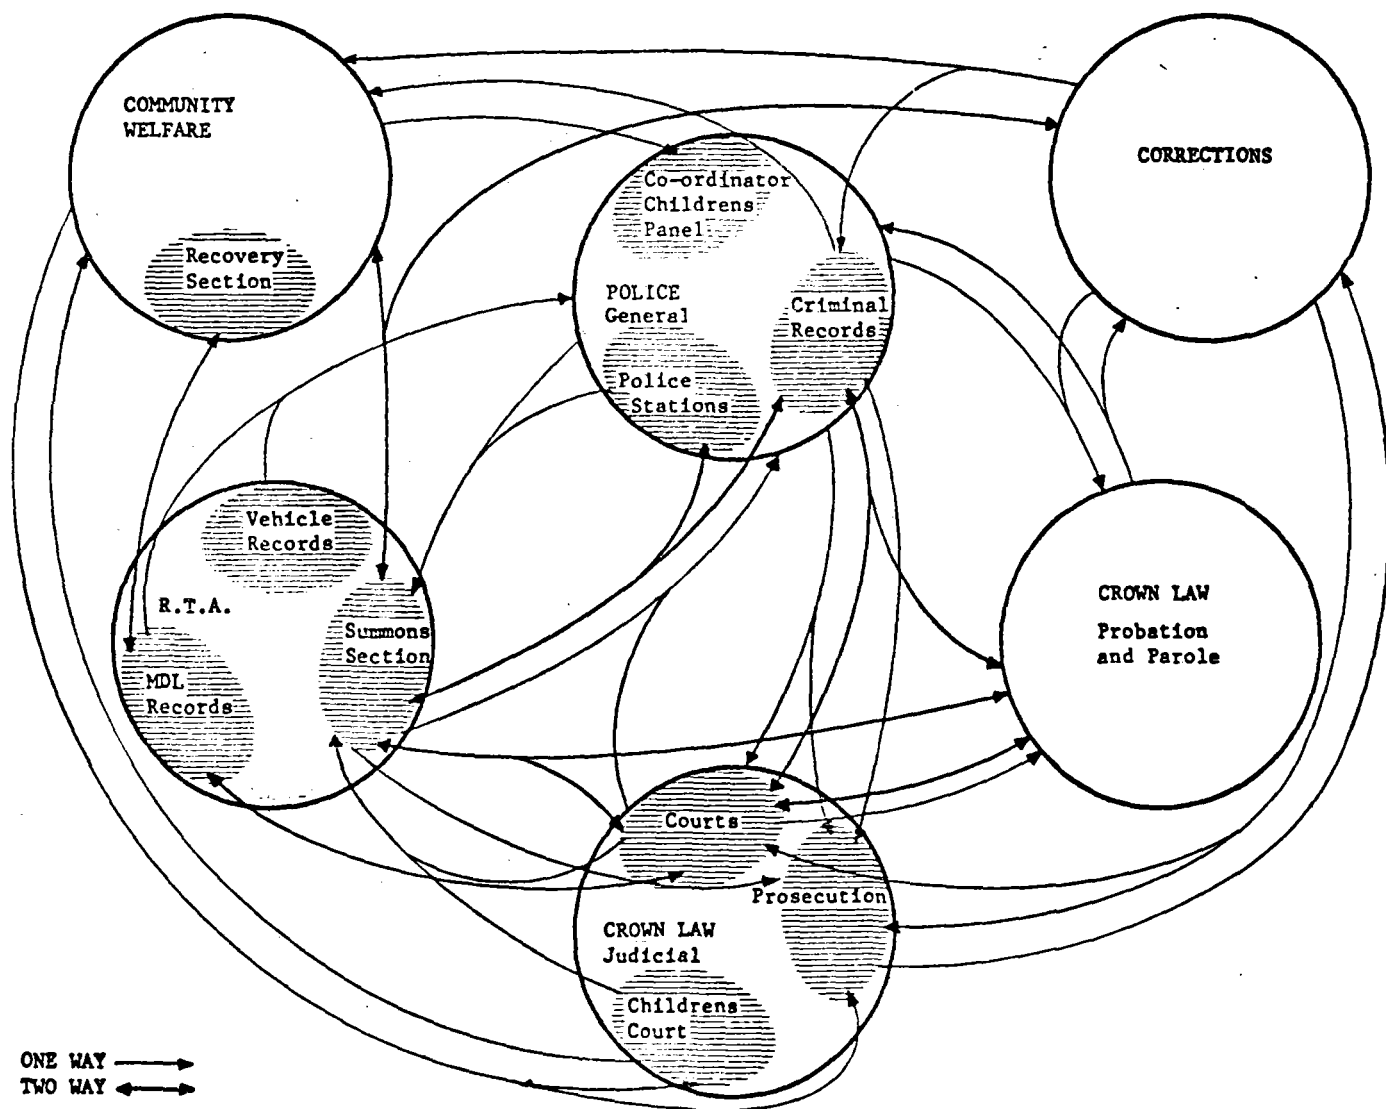 COMMUNITY
WELFARE
Recovery
Section
CORRECTIONS
Co-ordinator
Childrens
Panel
POLICE
General
Criminal
Records
Police
Stations
Vehicle
Records
R.T.A.
Summons
Section
MDL
Records
CROWN LAW
Probation
and Parole
Courts
Prosecution
CROWN LAW
Judicial
Childrens
Court
ONE WAY
TWO WAY